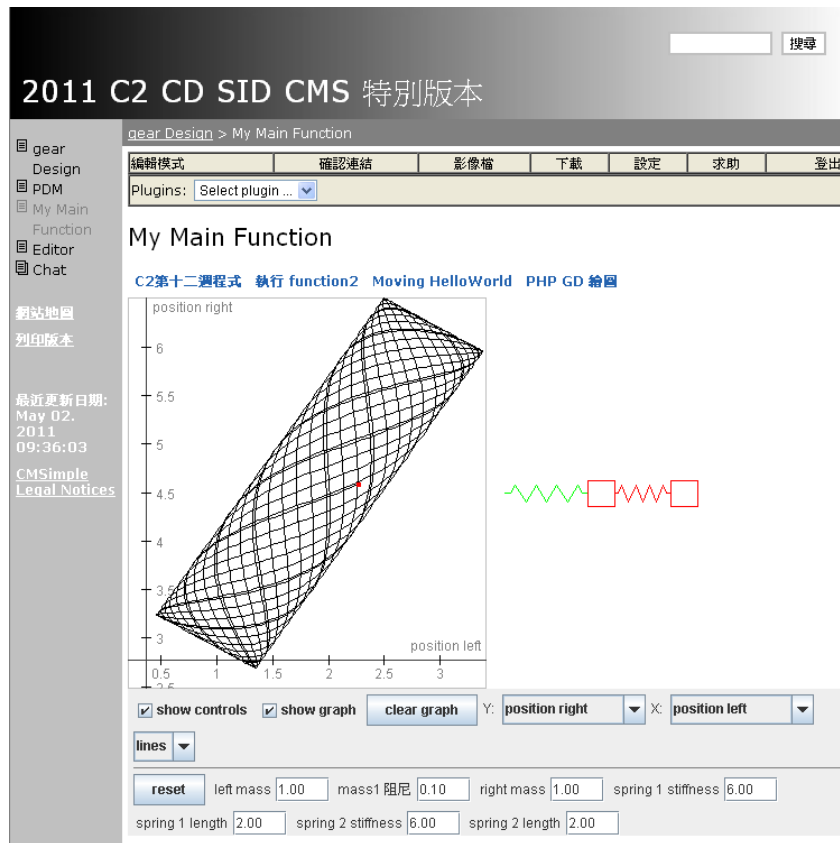 搜尋
2011 C2 CD SID CMS 特別版本
gear Design > My Main Function
gear
Design
PDM
My Main
Function
Editor
Chat
網站地圖
列印版本
最近更新日期:
May 02.
2011
09:36:03
CMSimple
Legal Notices
編輯模式 確認連結 影像檔 下載 設定 求助 登出
Plugins: Select plugin ...
My Main Function
C2第十二週程式 執行 function2 Moving HelloWorld PHP GD 繪圖
position right
6
5.5
5
4.5
4
3.5
3
2.5
position left
0.5 1 1.5 2 2.5 3
show controls show graph clear graph Y: position right X: position left
lines
reset left mass 1.00 mass1 阻尼 0.10 right mass 1.00 spring 1 stiffness 6.00
spring 1 length 2.00 spring 2 stiffness 6.00 spring 2 length 2.00